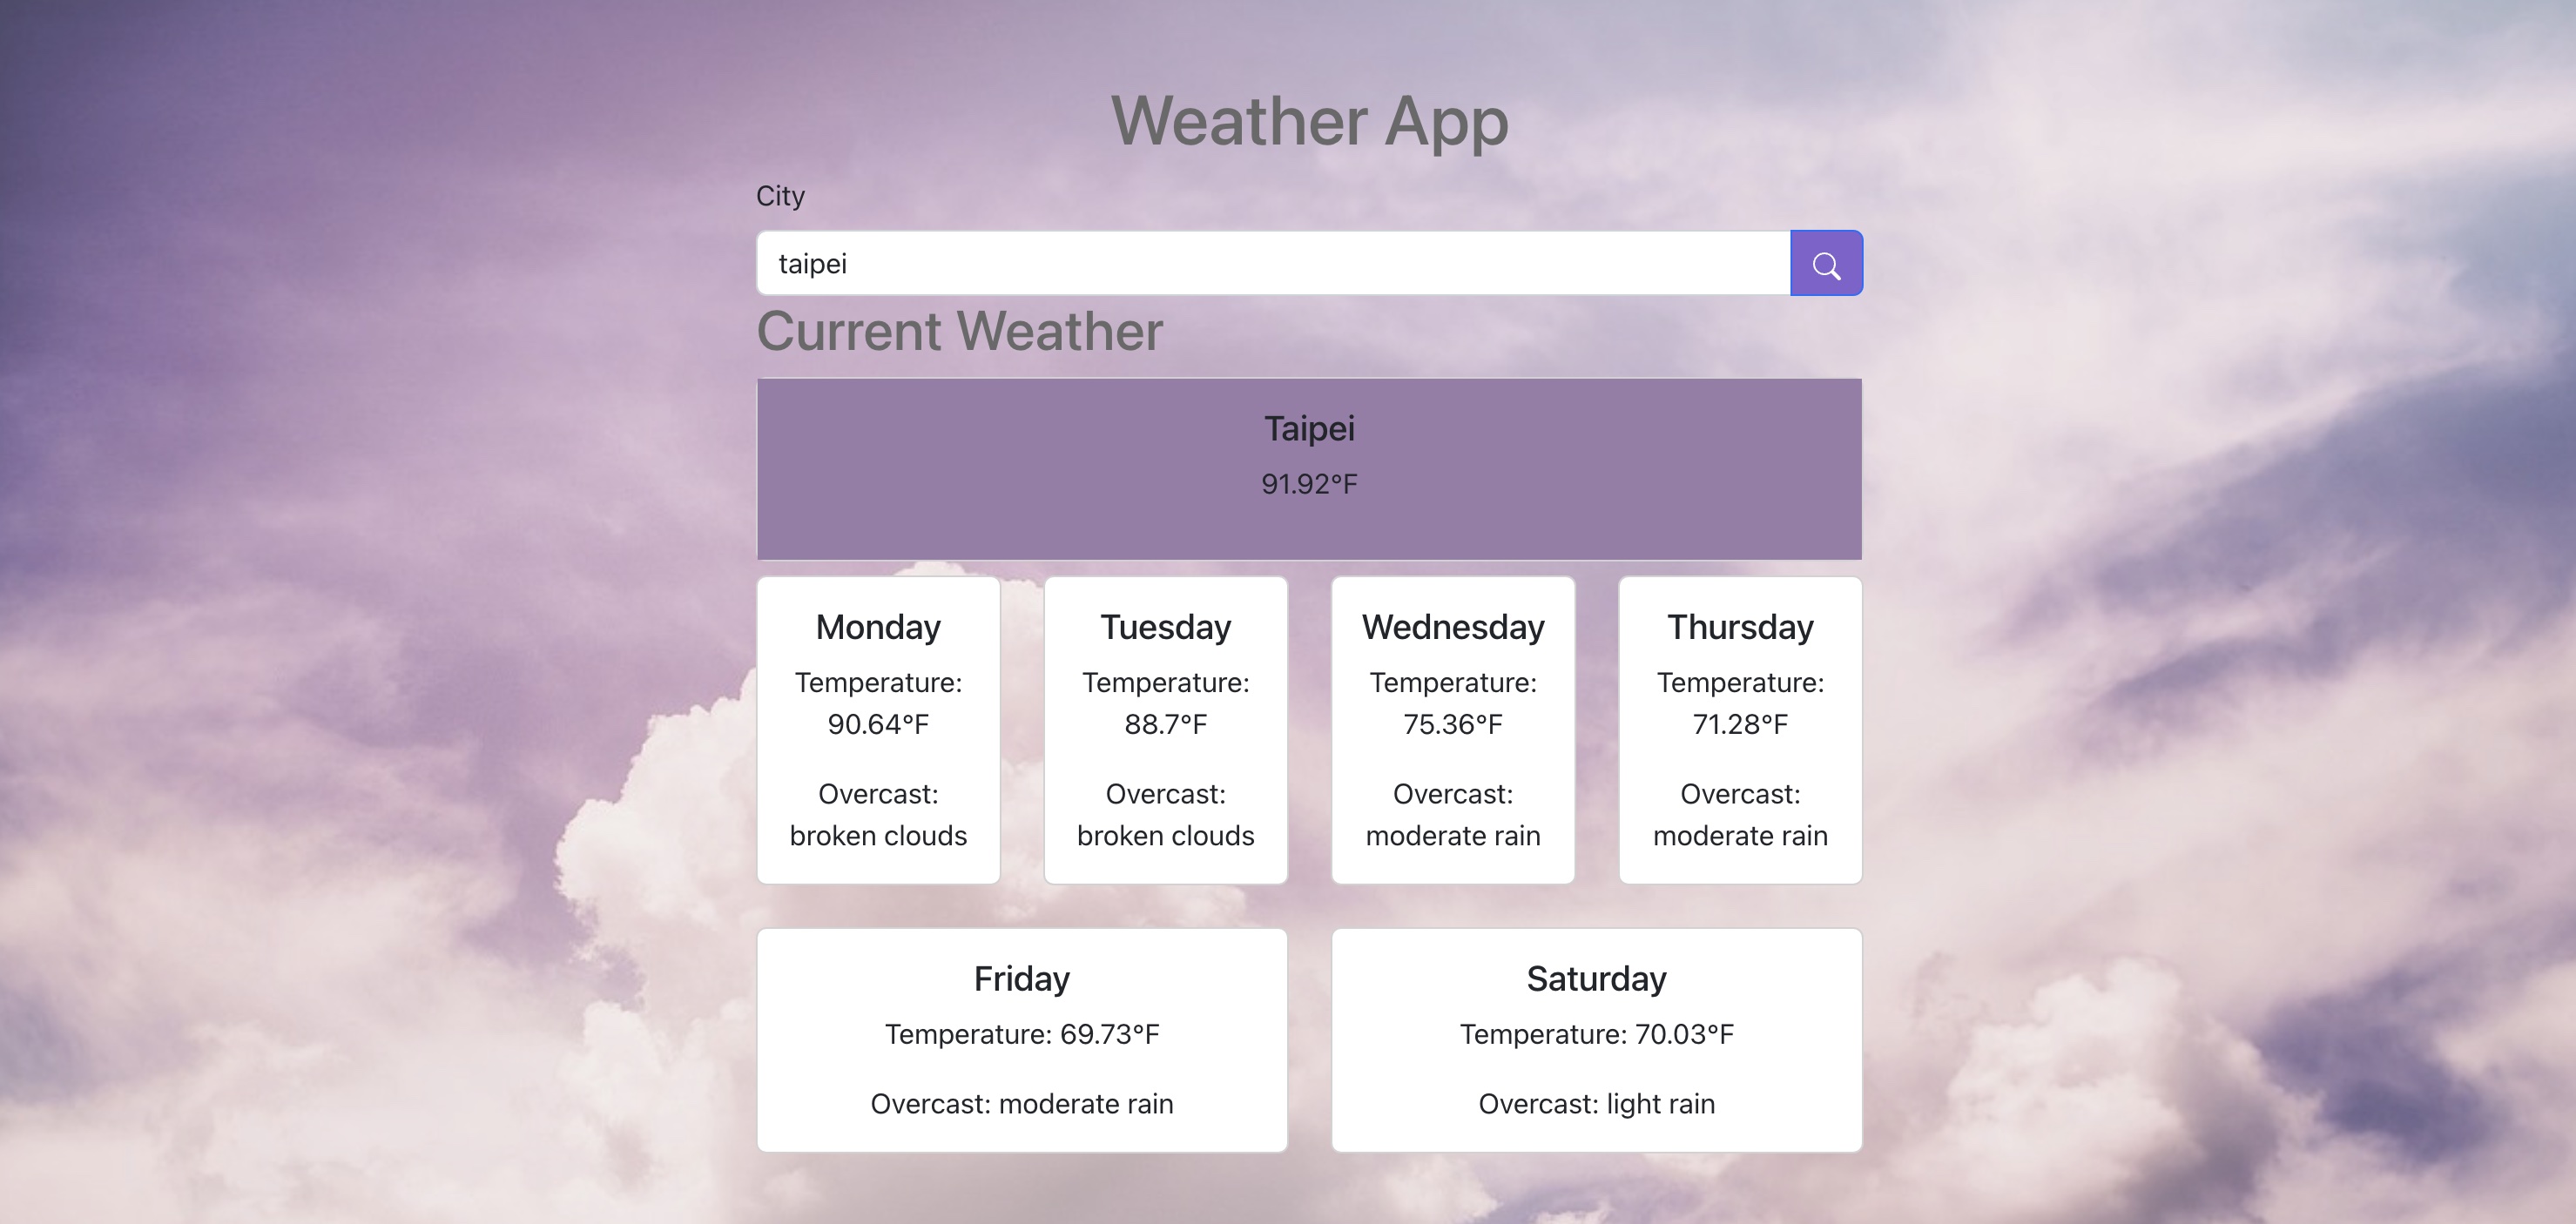 Weather App
City
taipei
Current Weather
Taipei
91.92°F
Monday
Temperature:
90.64°F
Overcast:
broken clouds
Tuesday
Temperature:
88.7°F
Overcast:
broken clouds
Wednesday
Temperature:
75.36°F
Overcast:
moderate rain
Thursday
Temperature:
71.28°F
Overcast:
moderate rain
Friday
Temperature: 69.73°F
Overcast: moderate rain
Saturday
Temperature: 70.03°F
Overcast: light rain